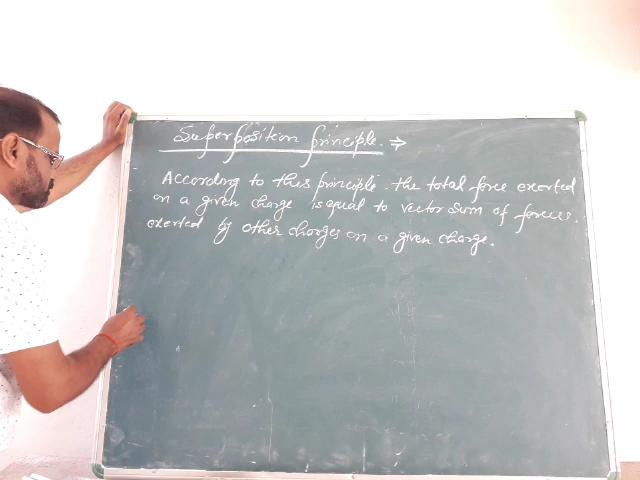 Superposition principle. ⇒
According to this principle. the total force exerted
on a given charge is equal to vector sum of forces.
exerted by other charges on a given charge.